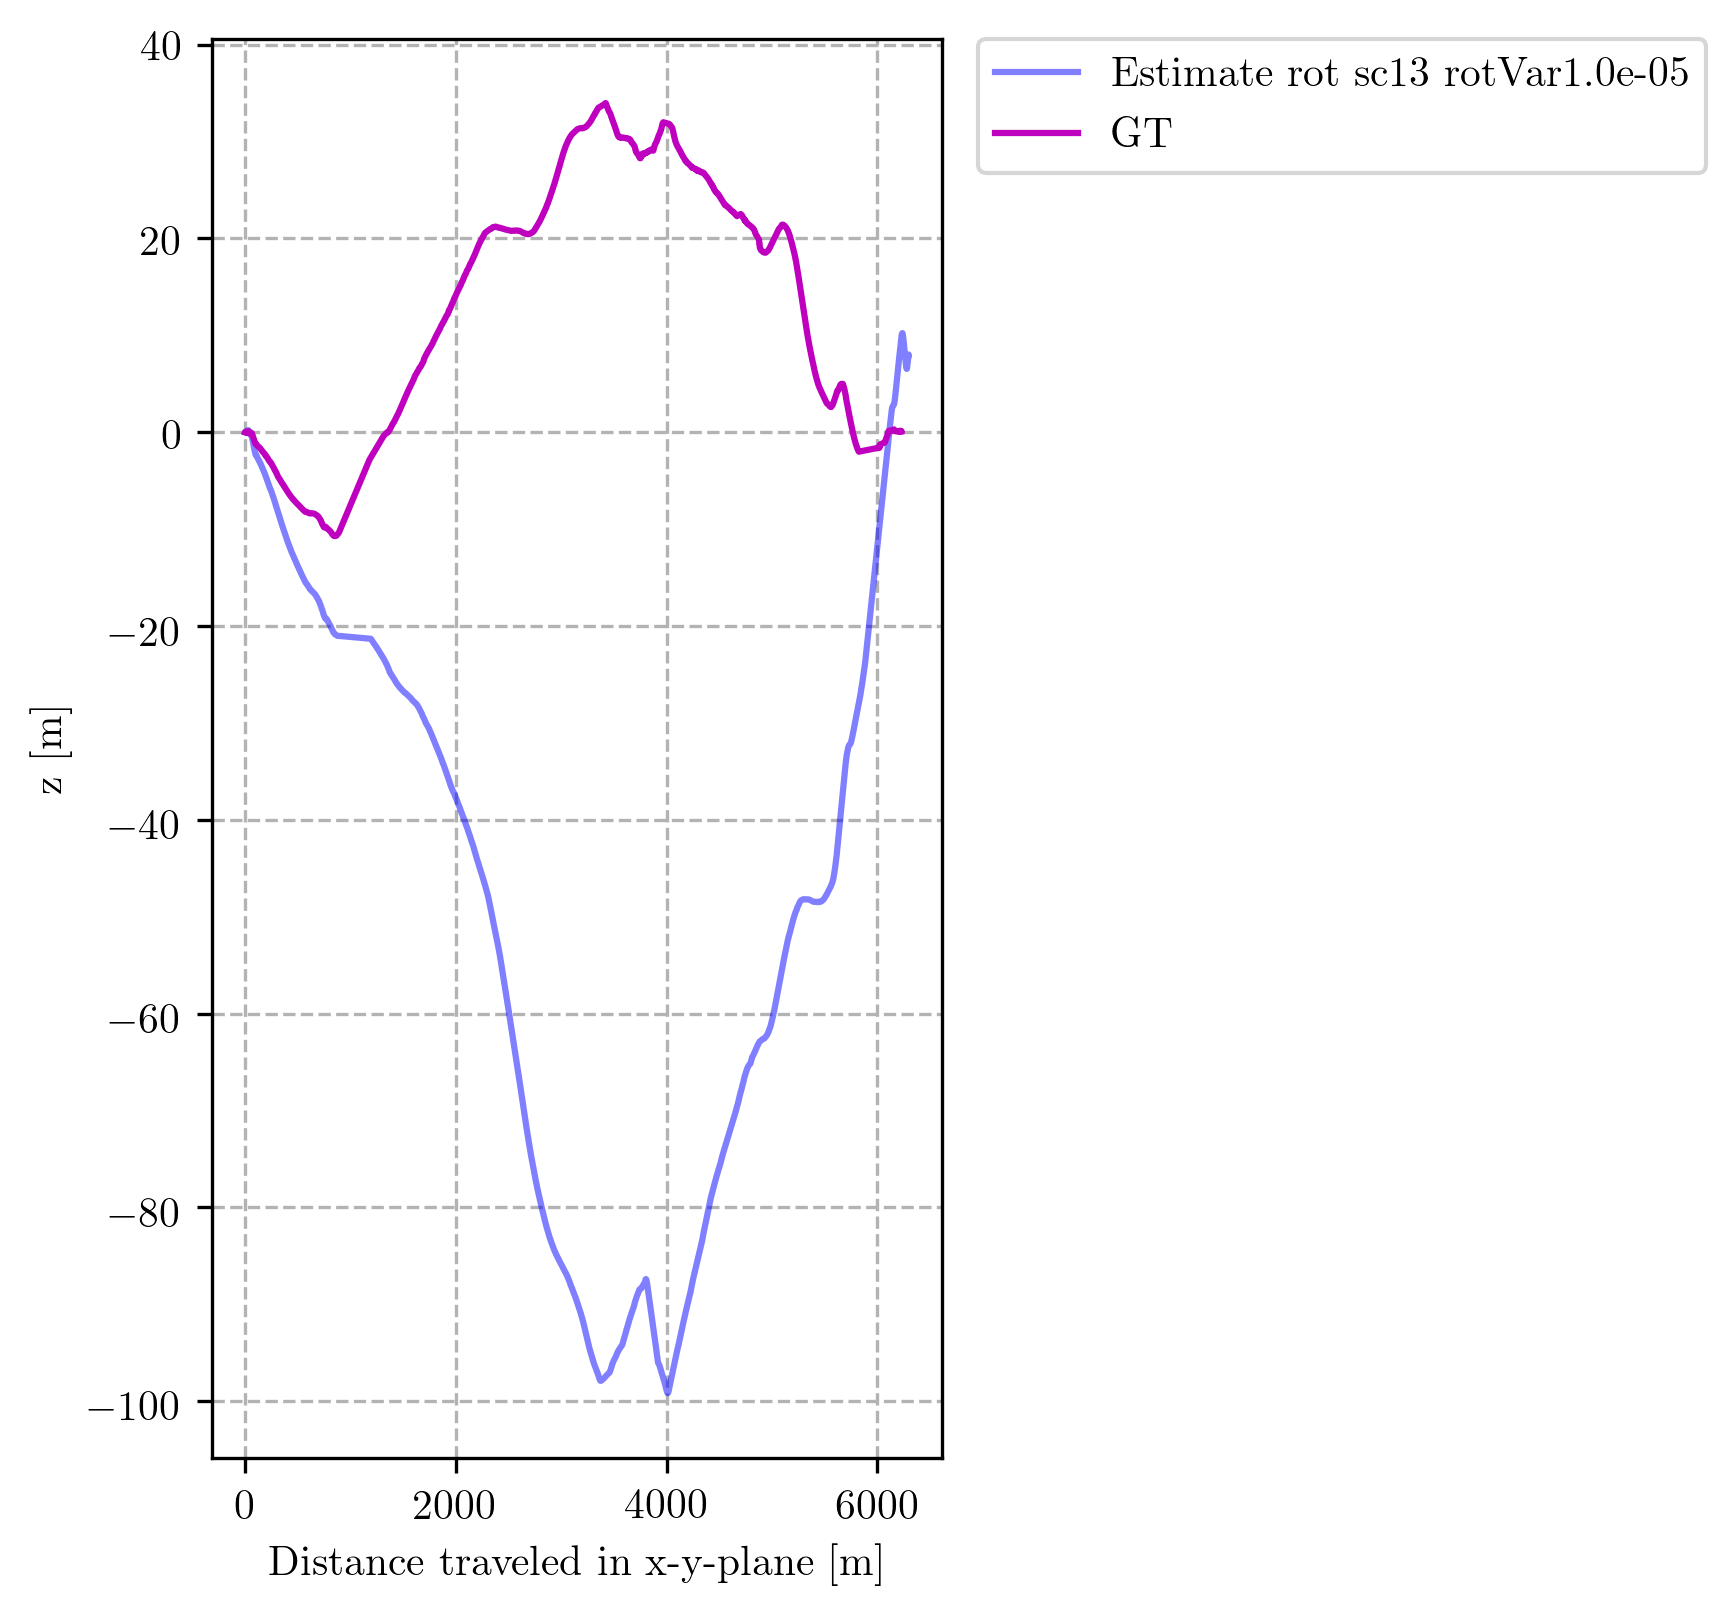 Estimate rot sc13 rotVar1.0e-05
GT
40
20
0
−20
−40
−60
−80
−100
z [m]
0 2000 4000 6000
Distance traveled in x-y-plane [m]